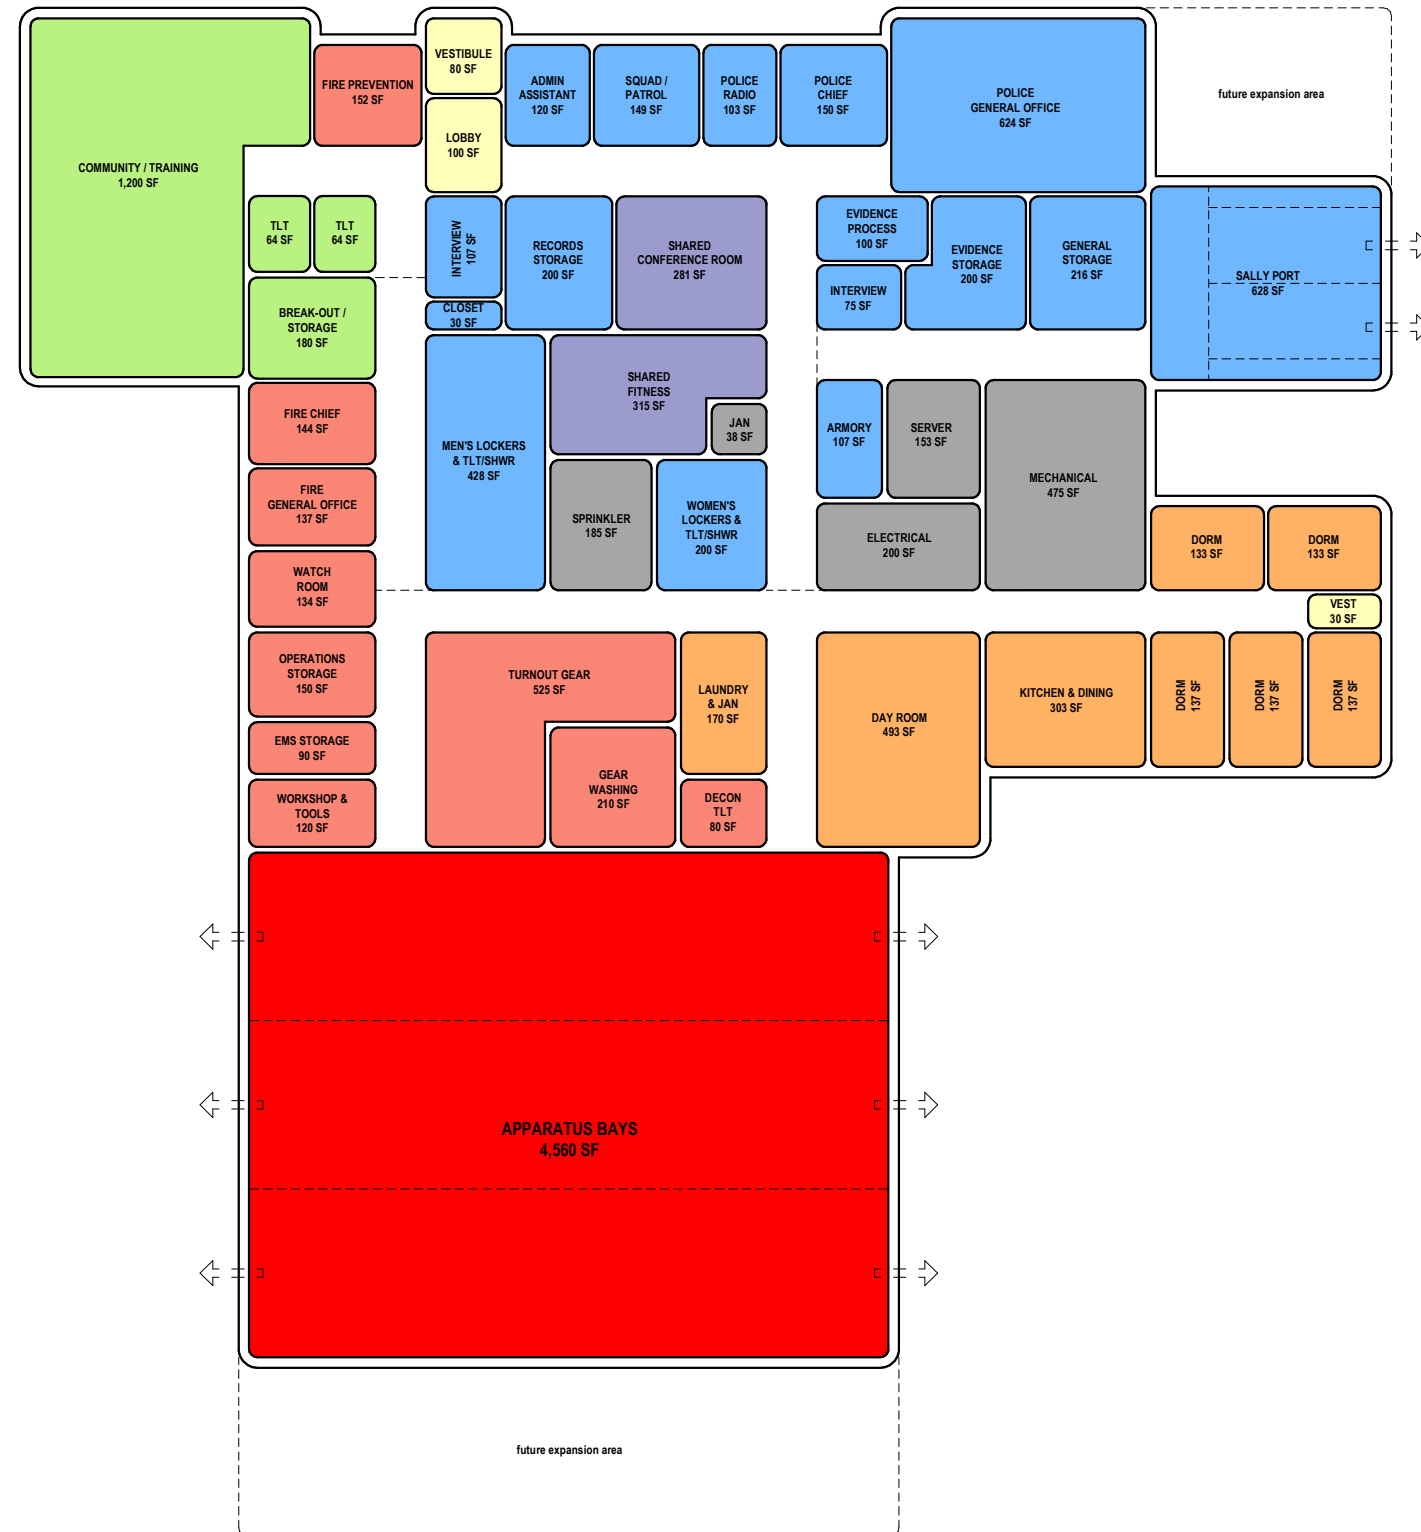 VESTIBULE
80 SF
FIRE PREVENTION
152 SF
ADMIN
ASSISTANT
120 SF
SQUAD /
PATROL
149 SF
POLICE
RADIO
103 SF
POLICE
CHIEF
150 SF
POLICE
GENERAL OFFICE
624 SF
future expansion area
LOBBY
100 SF
COMMUNITY / TRAINING
1,200 SF
TLT
64 SF
TLT
64 SF
INTERVIEW
107 SF
RECORDS
STORAGE
200 SF
SHARED
CONFERENCE ROOM
281 SF
EVIDENCE
PROCESS
100 SF
EVIDENCE
STORAGE
200 SF
GENERAL
STORAGE
216 SF
SALLY PORT
628 SF
INTERVIEW
75 SF
CLOSET
30 SF
BREAK-OUT /
STORAGE
180 SF
SHARED
FITNESS
315 SF
FIRE CHIEF
144 SF
MEN'S LOCKERS
& TLT/SHWR
428 SF
JAN
38 SF
ARMORY
107 SF
SERVER
153 SF
MECHANICAL
475 SF
FIRE
GENERAL OFFICE
137 SF
SPRINKLER
185 SF
WOMEN'S
LOCKERS &
TLT/SHWR
200 SF
ELECTRICAL
200 SF
DORM
133 SF
DORM
133 SF
WATCH
ROOM
134 SF
VEST
30 SF
OPERATIONS
STORAGE
150 SF
TURNOUT GEAR
525 SF
LAUNDRY
& JAN
170 SF
DAY ROOM
493 SF
KITCHEN & DINING
303 SF
DORM
137 SF
DORM
137 SF
DORM
137 SF
EMS STORAGE
90 SF
GEAR
WASHING
210 SF
WORKSHOP &
TOOLS
120 SF
DECON
TLT
80 SF
APPARATUS BAYS
4,560 SF
future expansion area